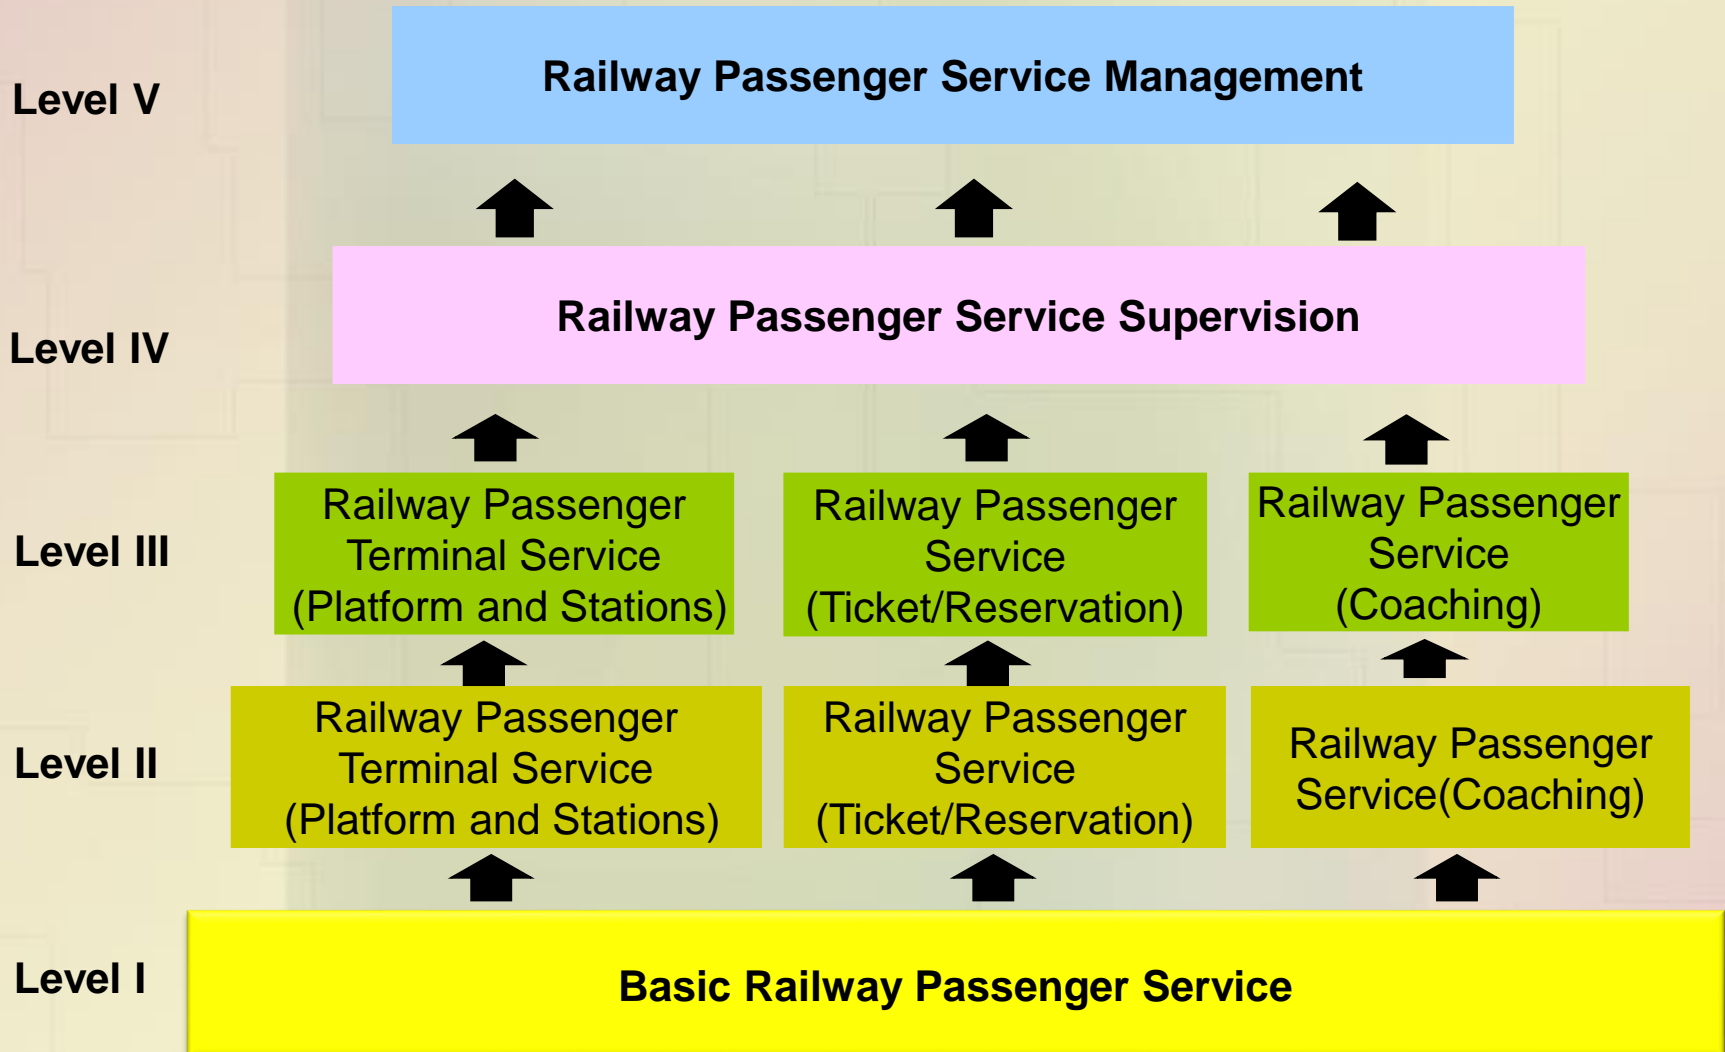 Level V
Railway Passenger Service Management
Level IV
Railway Passenger Service Supervision
Level III
Railway Passenger
Terminal Service
(Platform and Stations)
Railway Passenger
Service
(Ticket/Reservation)
Railway Passenger
Service
(Coaching)
Level II
Railway Passenger
Terminal Service
(Platform and Stations)
Railway Passenger
Service
(Ticket/Reservation)
Railway Passenger
Service(Coaching)
Level I
Basic Railway Passenger Service